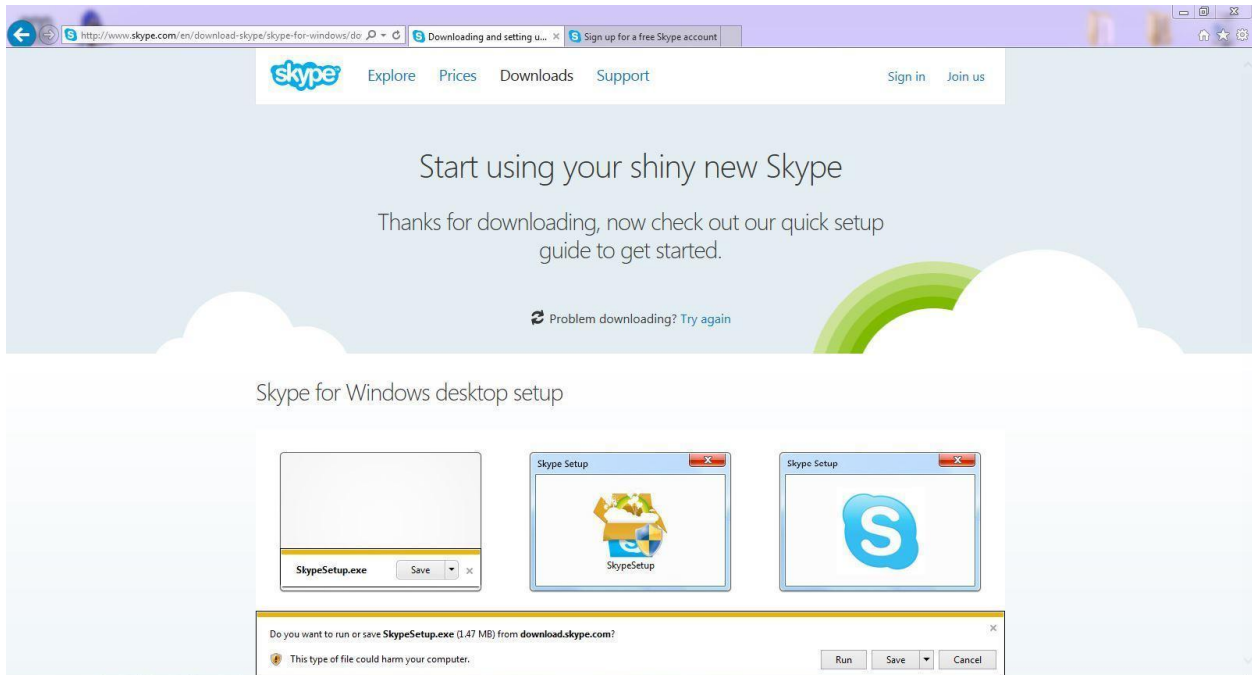 http://www.skype.com/en/download-skype/skype-for-windows/do
Downloading and setting u...
Sign up for a free Skype account
skype
Explore
Prices
Downloads
Support
Sign in
Join us
Start using your shiny new Skype
Thanks for downloading, now check out our quick setup
guide to get started.
Problem downloading? Try again
Skype for Windows desktop setup
SkypeSetup.exe
Save
Skype Setup
SkypeSetup
Skype Setup
S
Do you want to run or save SkypeSetup.exe (1.47 MB) from download.skype.com?
This type of file could harm your computer.
Run
Save
Cancel